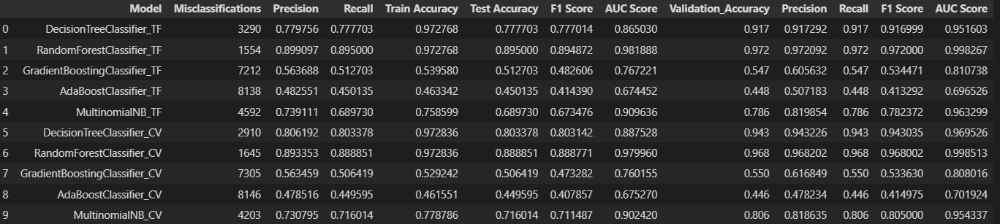 Model Misclassifications Precision Recall Train Accuracy Test Accuracy F1 Score AUC Score Validation_Accuracy Precision Recall F1 Score AUC Score
0 DecisionTreeClassifier_TF 3290 0.779756 0.777703 0.972768 0.777703 0.777014 0.865030 0.917 0.917292 0.917 0.916999 0.951603
1 RandomForestClassifier_TF 1554 0.899097 0.895000 0.972768 0.895000 0.894872 0.981888 0.972 0.972092 0.972 0.972000 0.998267
2 GradientBoostingClassifier_TF 7212 0.563688 0.512703 0.539580 0.512703 0.482606 0.767221 0.547 0.605632 0.547 0.534471 0.810738
3 AdaBoostClassifier_TF 8138 0.482551 0.450135 0.463342 0.450135 0.414390 0.674452 0.448 0.507183 0.448 0.413292 0.696526
4 MultinomialNB_TF 4592 0.739111 0.689730 0.758599 0.689730 0.673476 0.909636 0.786 0.819854 0.786 0.782372 0.963299
5 DecisionTreeClassifier_CV 2910 0.806192 0.803378 0.972836 0.803378 0.803142 0.887528 0.943 0.943226 0.943 0.943035 0.969526
6 RandomForestClassifier_CV 1645 0.893353 0.888851 0.972836 0.888851 0.888771 0.979960 0.968 0.968202 0.968 0.968002 0.998513
7 GradientBoostingClassifier_CV 7305 0.563459 0.506419 0.529242 0.506419 0.473282 0.760155 0.550 0.616849 0.550 0.533630 0.808016
8 AdaBoostClassifier_CV 8146 0.478516 0.449595 0.461551 0.449595 0.407857 0.675270 0.446 0.478234 0.446 0.414975 0.701924
9 MultinomialNB_CV 4203 0.730795 0.716014 0.778786 0.716014 0.711487 0.902420 0.806 0.818635 0.806 0.805000 0.954337